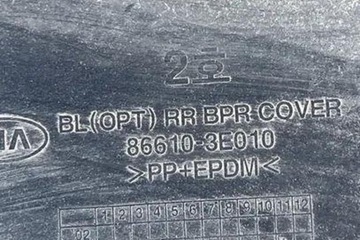 2호
BL(OPT) RR BPR COVER
86610-3E010
>PP+EPDM<
1 2 3 4 5 6 7 8 9 10 11 12
02